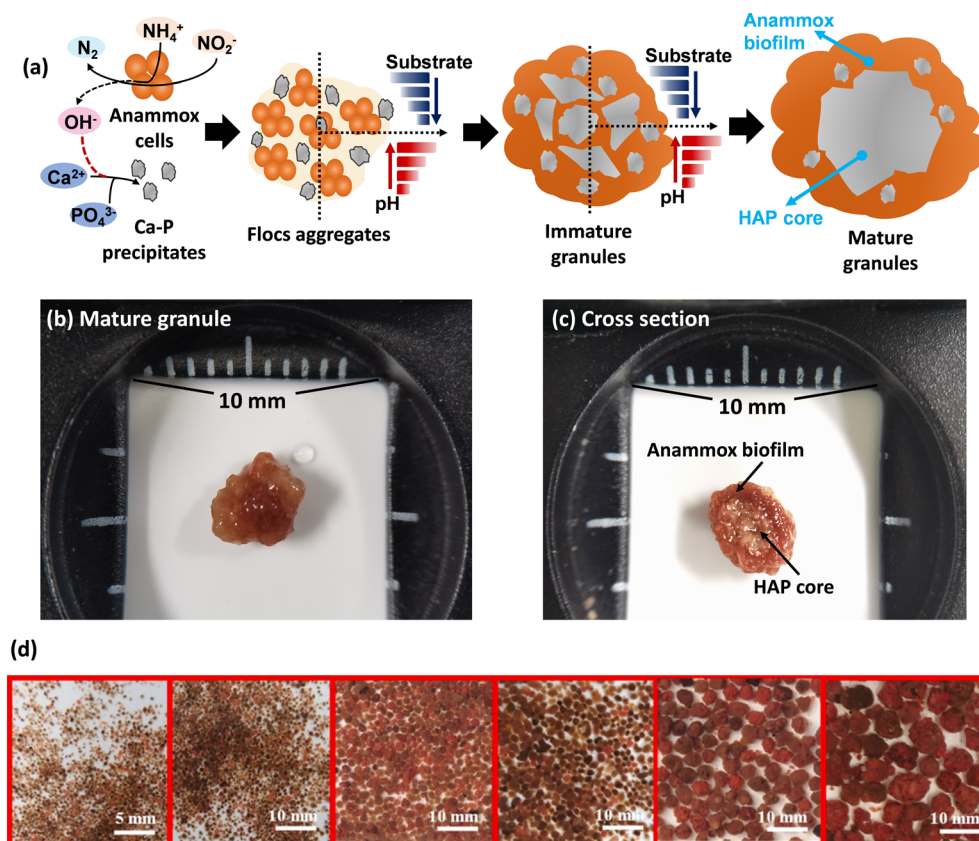 (a)
N₂
NH₄⁺
NO₂⁻
OH⁻
Anammox
cells
Ca²⁺
PO₄³⁻
Ca-P
precipitates
Substrate
pH
Flocs aggregates
Substrate
pH
Immature
granules
Anammox
biofilm
HAP core
Mature
granules
(b) Mature granule
10 mm
(c) Cross section
10 mm
Anammox biofilm
HAP core
(d)
5 mm
10 mm
10 mm
10 mm
10 mm
10 mm